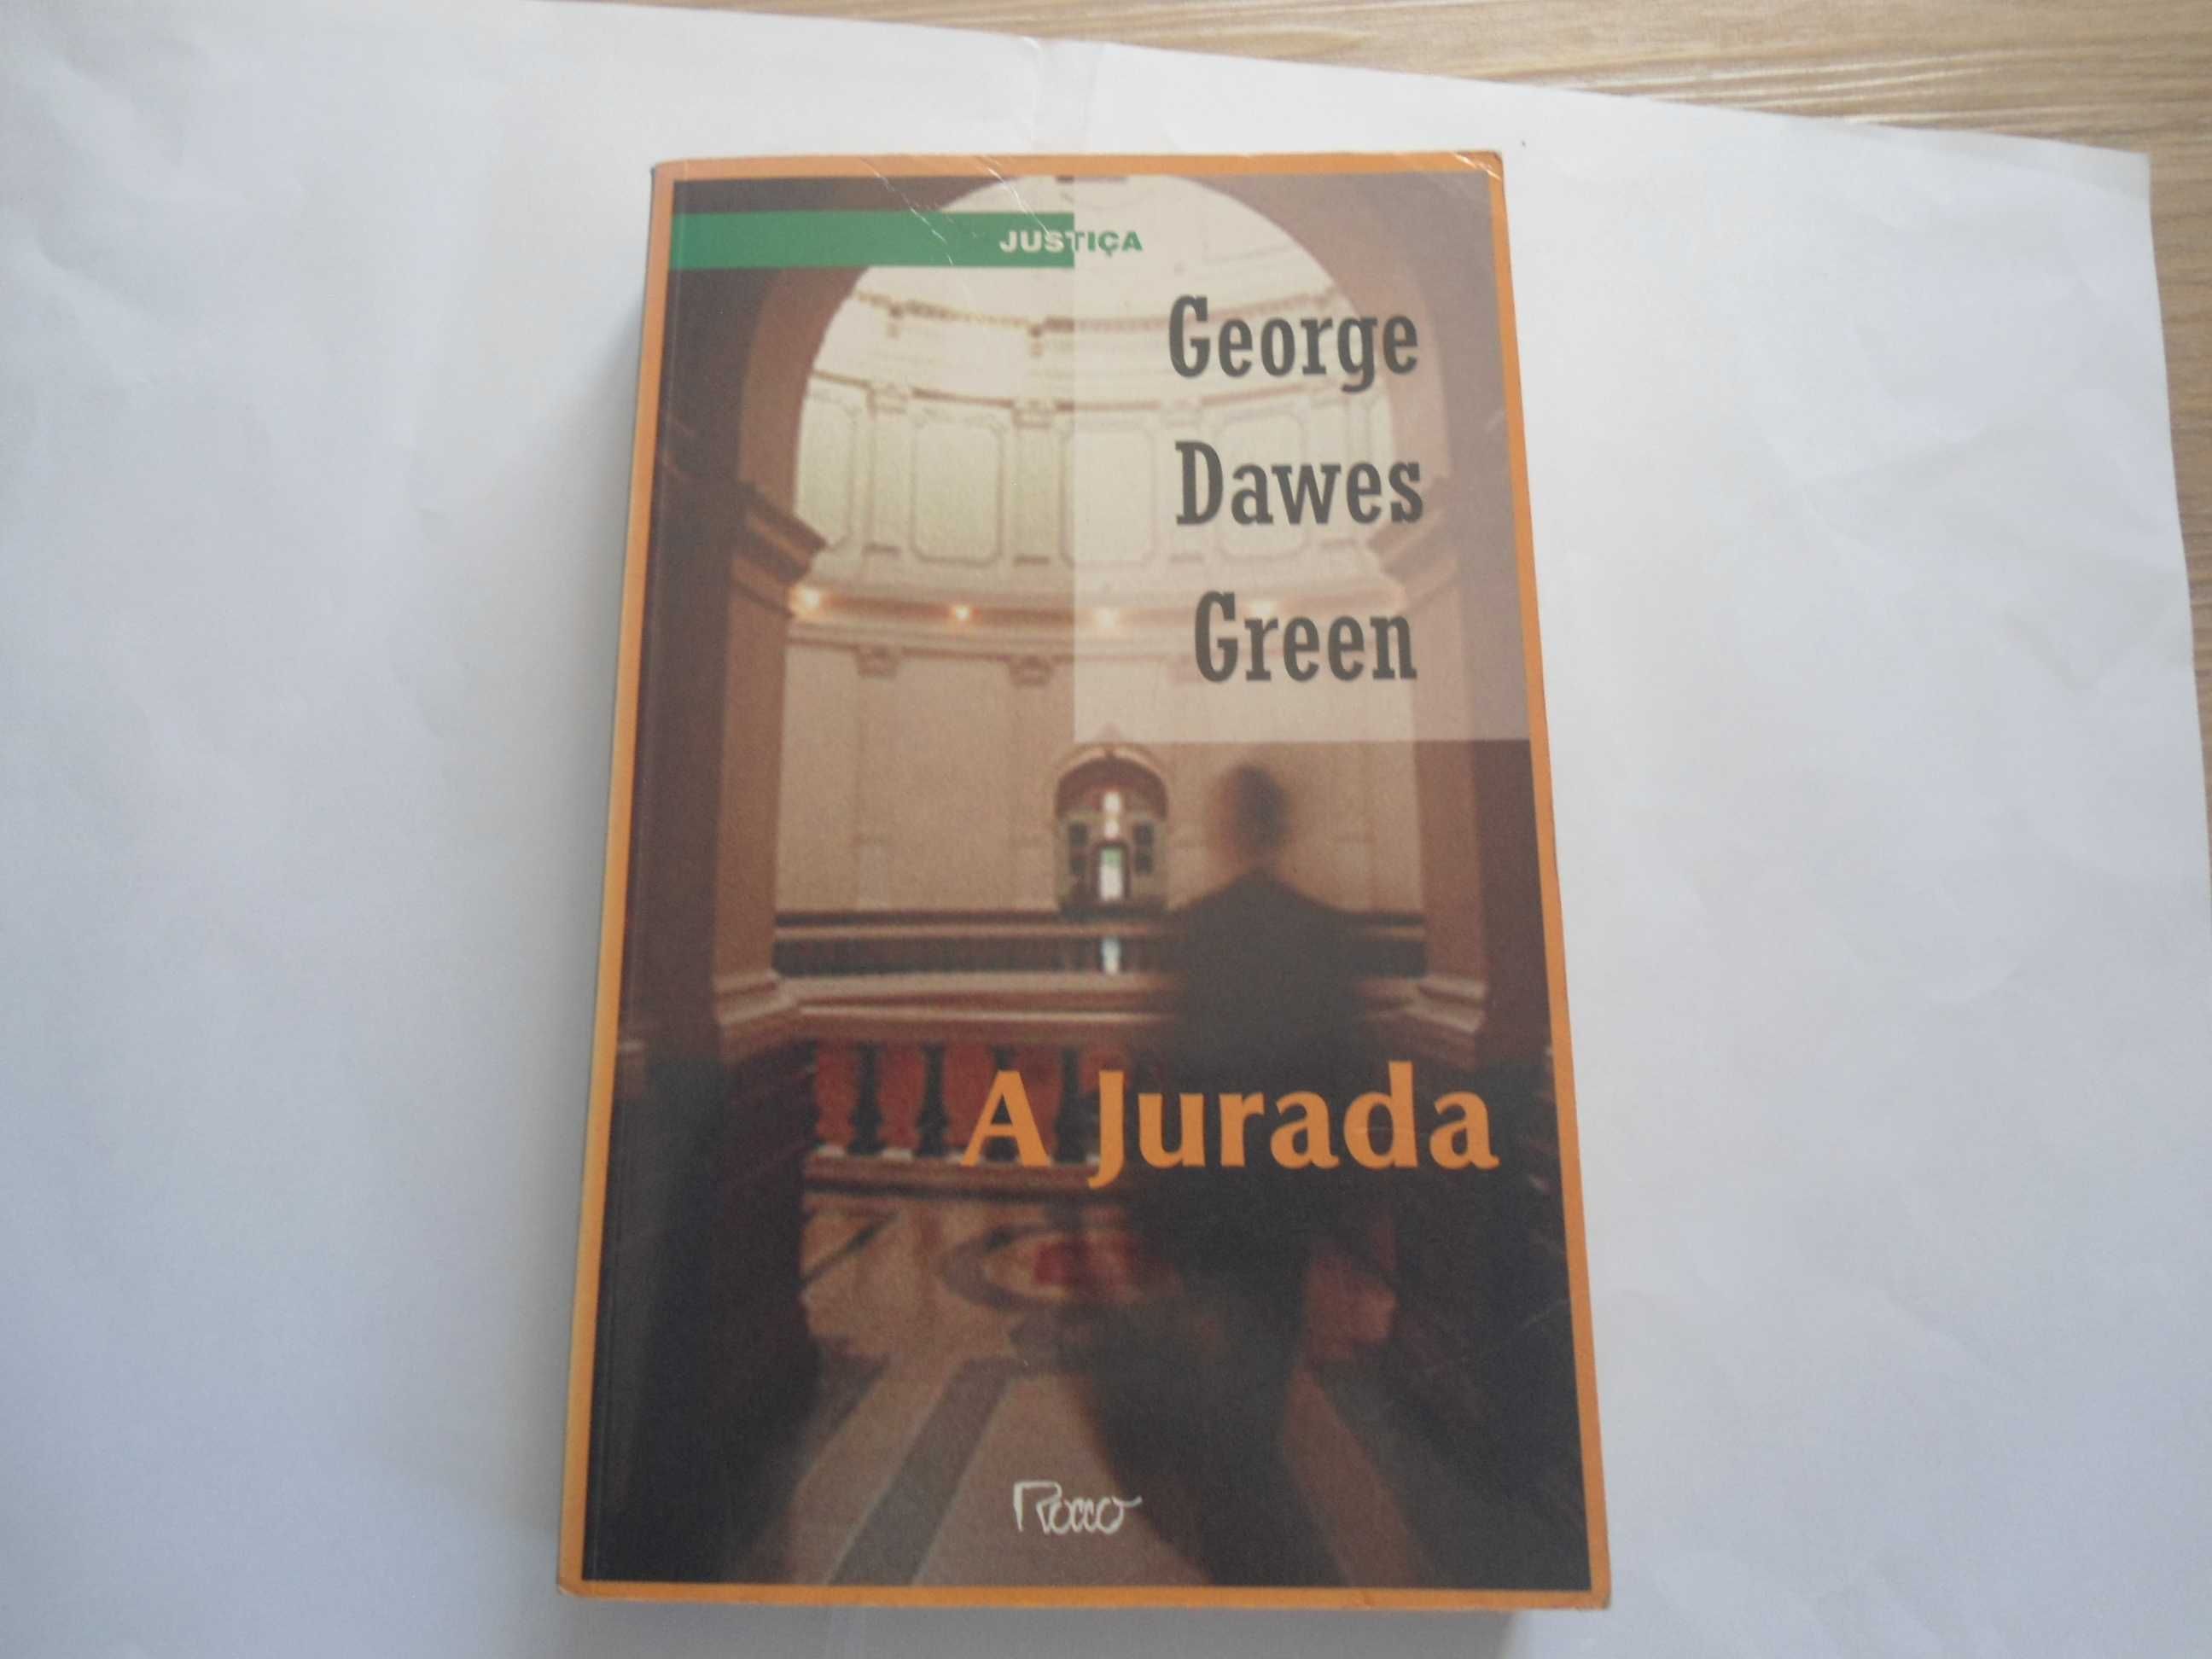 JUSTIÇA
George
Dawes
Green
A Jurada
Rocco